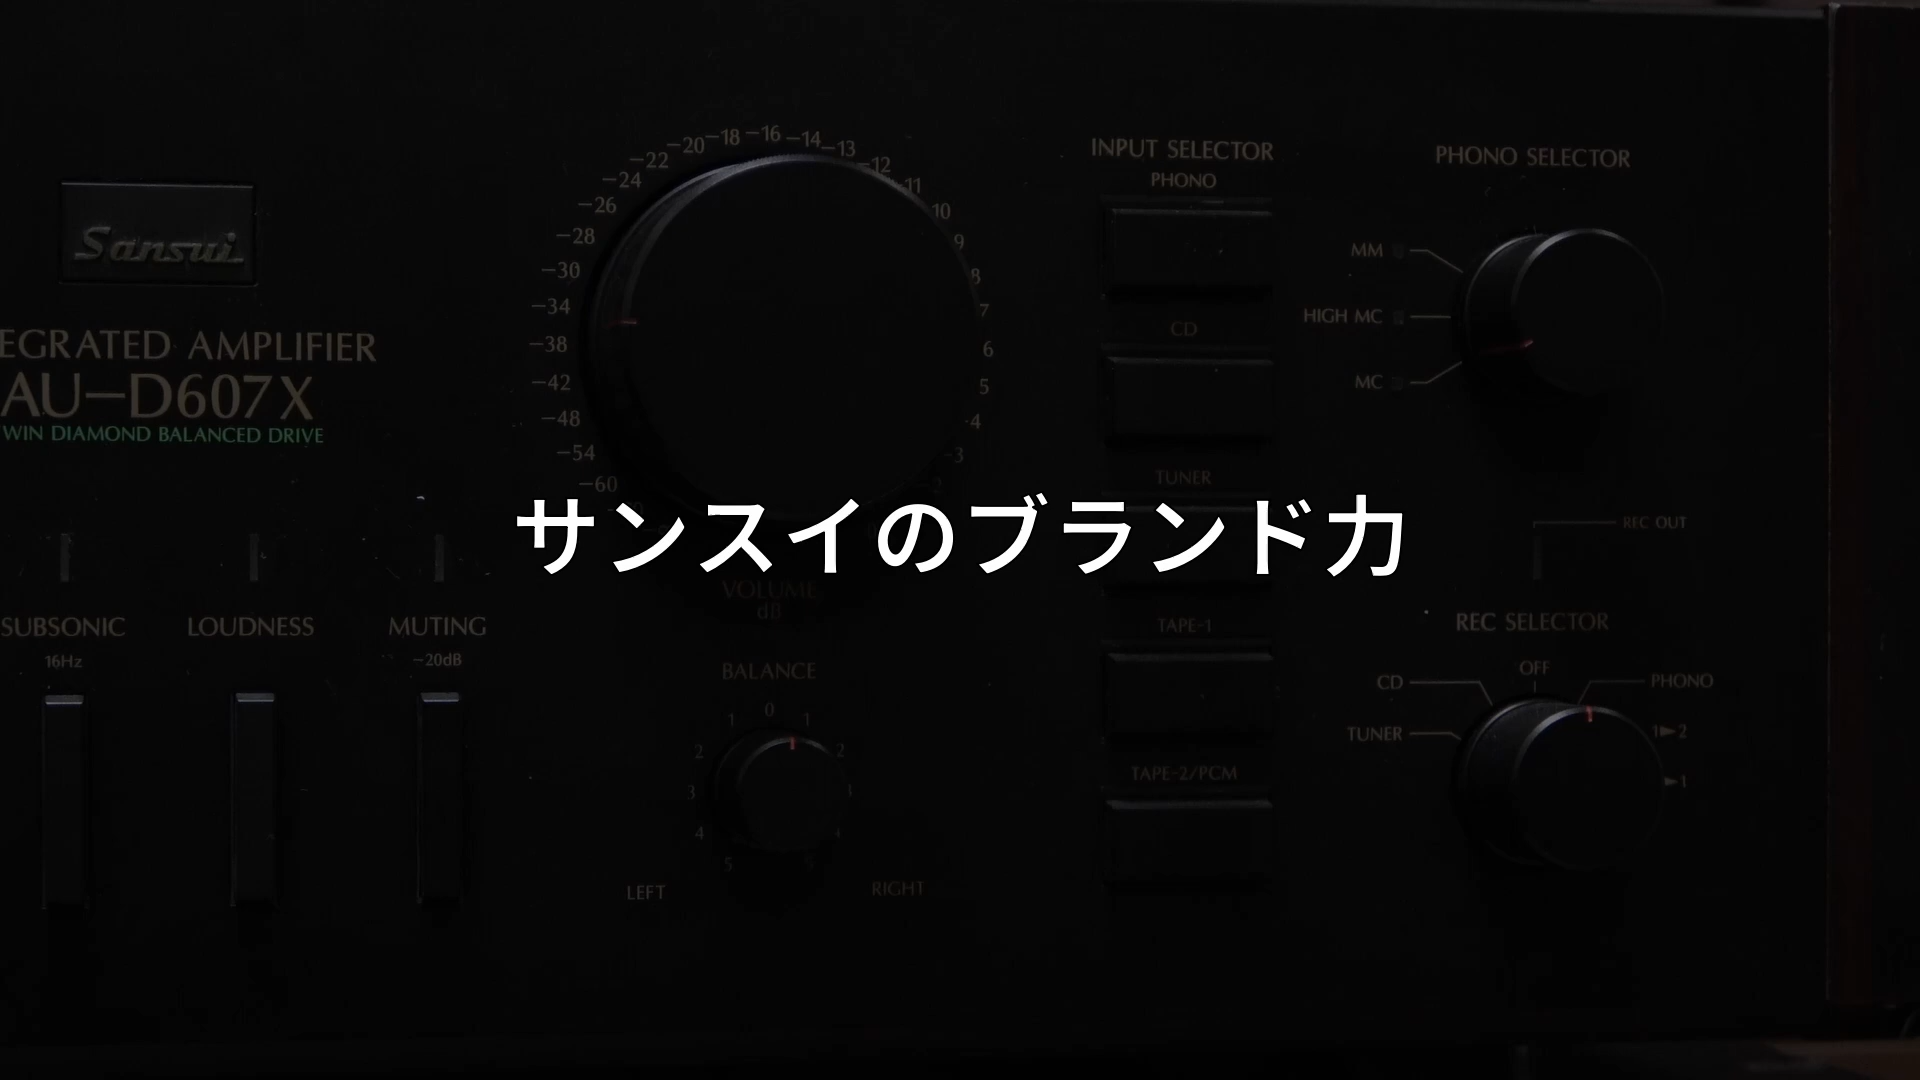 Sansui
EGRATED AMPLIFIER
AU-D607X
WIN DIAMOND BALANCED DRIVE
-60
-54
-48
-42
-38
-34
-30
-28
-26
-24
-22
-20
-18
-16
-14
-13
-12
-11
10
9
8
7
6
5
-4
-3
サンスイのブランド力
VOLUME
dB
INPUT SELECTOR
PHONO
CD
TUNER
TAPE-1
TAPE-2/PCM
PHONO SELECTOR
MM
HIGH MC
MC
REC OUT
REC SELECTOR
OFF
CD
PHONO
TUNER
1►2
►1
SUBSONIC
16Hz
LOUDNESS
MUTING
-20dB
BALANCE
0
1 1
2 2
3
4
5 5
LEFT RIGHT